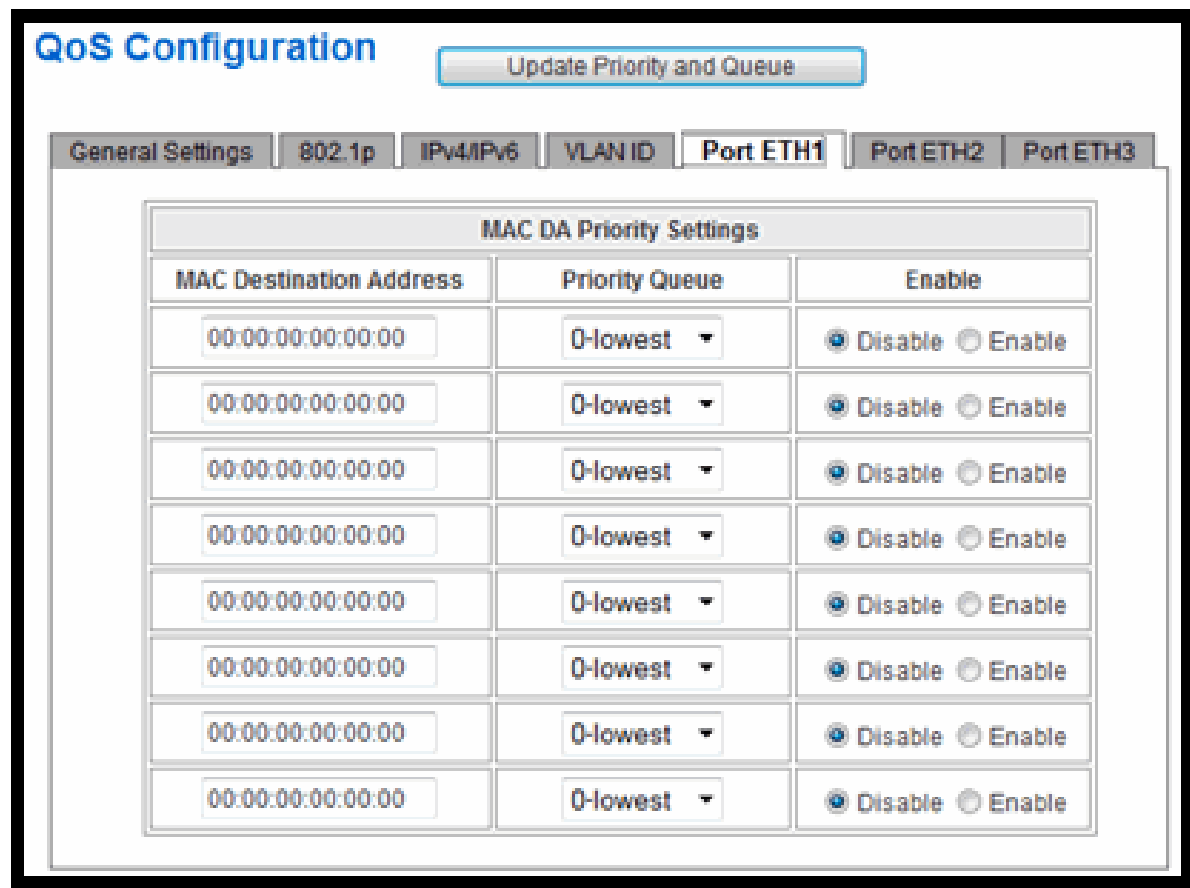 QoS Configuration
Update Priority and Queue
General Settings 802.1p IPv4/IPv6 VLAN ID Port ETH1 Port ETH2 Port ETH3
MAC DA Priority Settings
MAC Destination Address Priority Queue Enable
00:00:00:00:00:00 0-lowest Disable Enable
00:00:00:00:00:00 0-lowest Disable Enable
00:00:00:00:00:00 0-lowest Disable Enable
00:00:00:00:00:00 0-lowest Disable Enable
00:00:00:00:00:00 0-lowest Disable Enable
00:00:00:00:00:00 0-lowest Disable Enable
00:00:00:00:00:00 0-lowest Disable Enable
00:00:00:00:00:00 0-lowest Disable Enable